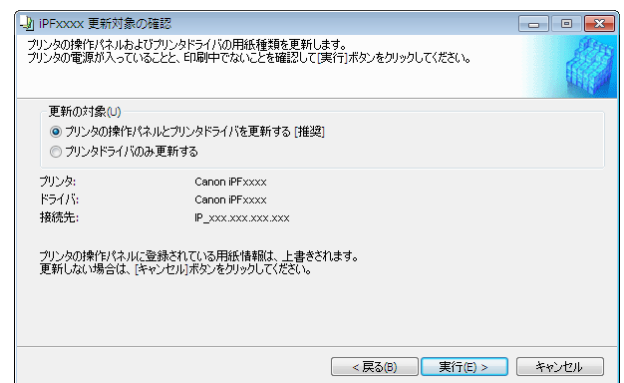 iPFxxxx 更新対象の確認
プリンタの操作パネルおよびプリンタドライバの用紙種類を更新します。
プリンタの電源が入っていることと、印刷中でないことを確認して[実行]ボタンをクリックしてください。
更新の対象(U)
プリンタの操作パネルとプリンタドライバを更新する [推奨]
プリンタドライバのみ更新する
プリンタ: Canon iPFxxxx
ドライバ: Canon iPFxxxx
接続先: IP_xxx.xxx.xxx.xxx
プリンタの操作パネルに登録されている用紙情報は、上書きされます。
更新しない場合は、[キャンセル]ボタンをクリックしてください。
< 戻る(B) 実行(E) > キャンセル